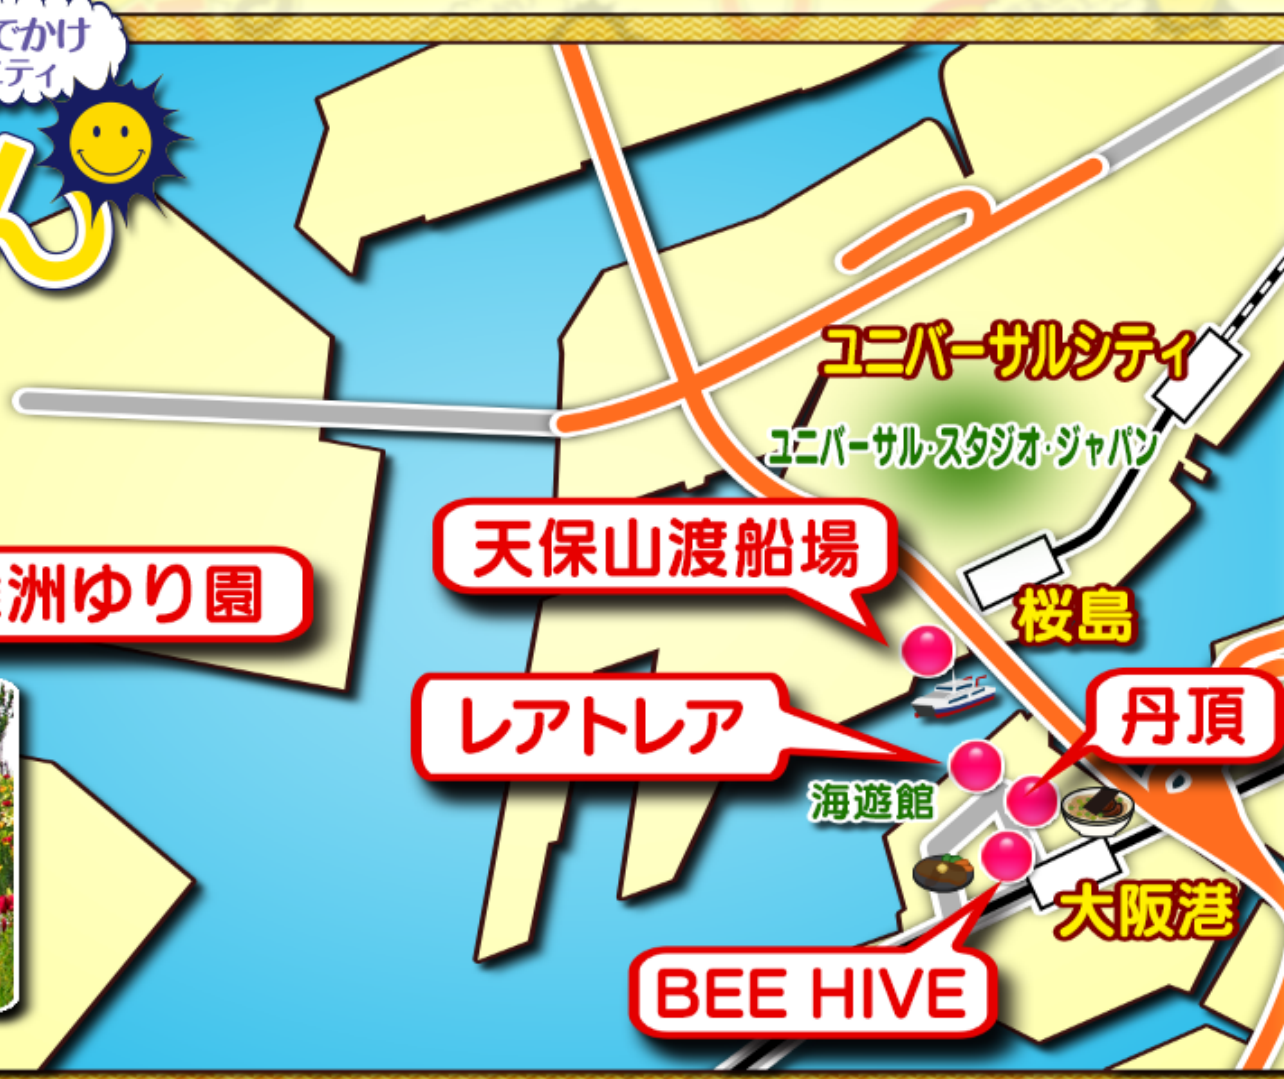 でかけ
ティ
ん
ユニバーサルシティ
ユニバーサル・スタジオ・ジャパン
天保山渡船場
洲ゆり園
桜島
レアトレア
丹頂
海遊館
大阪港
BEE HIVE